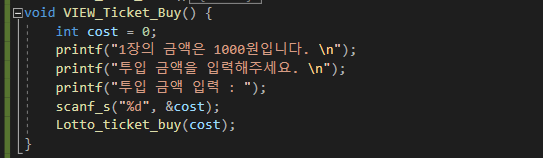 void VIEW_Ticket_Buy() {
int cost = 0;
printf("1장의 금액은 1000원입니다. \n");
printf("투입 금액을 입력해주세요. \n");
printf("투입 금액 입력 : ");
scanf_s("%d", &cost);
Lotto_ticket_buy(cost);
}